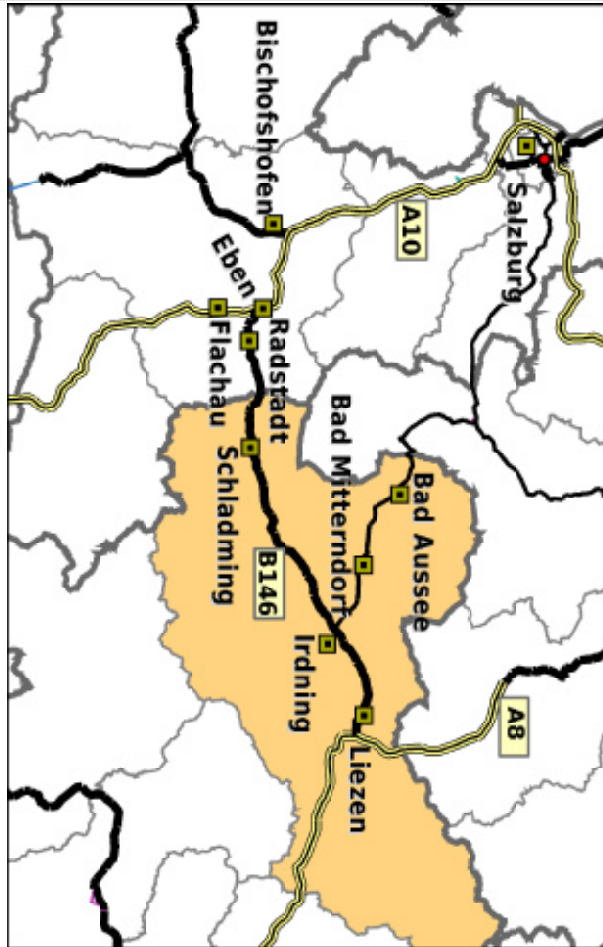 Salzburg
A10
Bischofshofen
Eben
Radstadt
Flachau
Schladming
B146
Bad Mitterndorf
Bad Aussee
Irdning
A8
Liezen